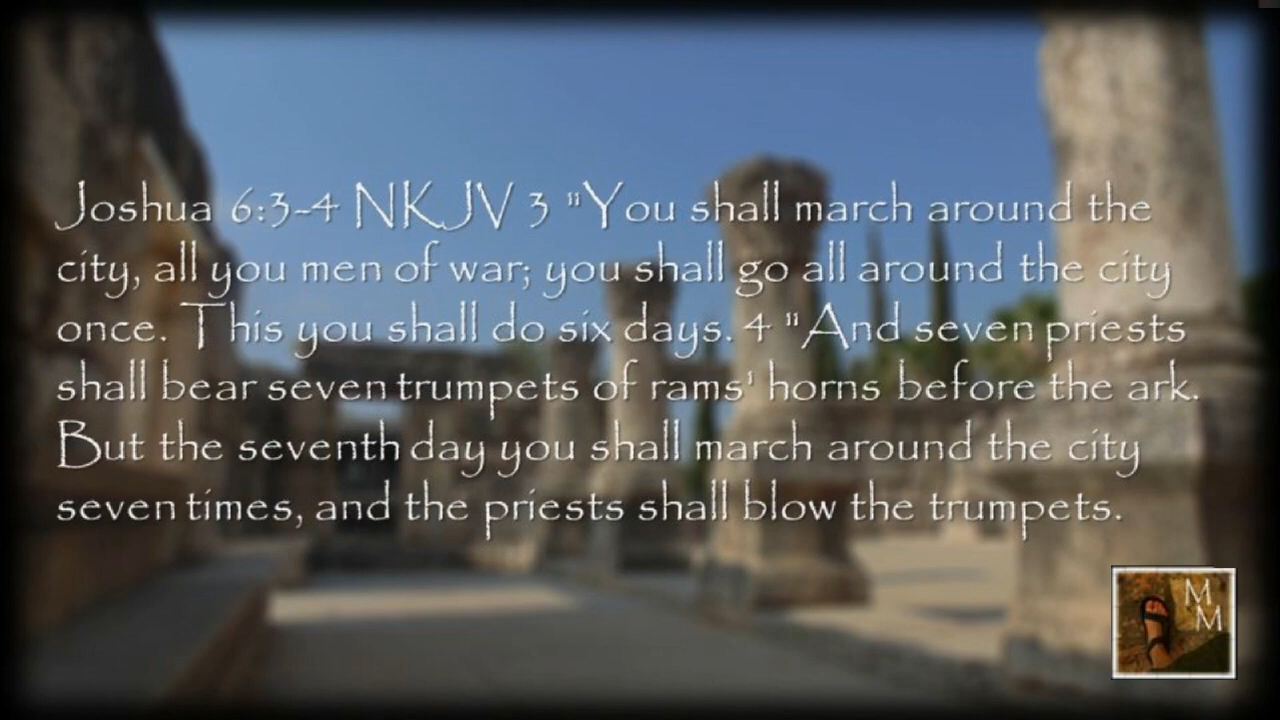 Joshua 6:3-4 NKJV 3 "You shall march around the
city, all you men of war; you shall go all around the city
once. This you shall do six days. 4 "And seven priests
shall bear seven trumpets of rams' horns before the ark.
But the seventh day you shall march around the city
seven times, and the priests shall blow the trumpets.
M
M